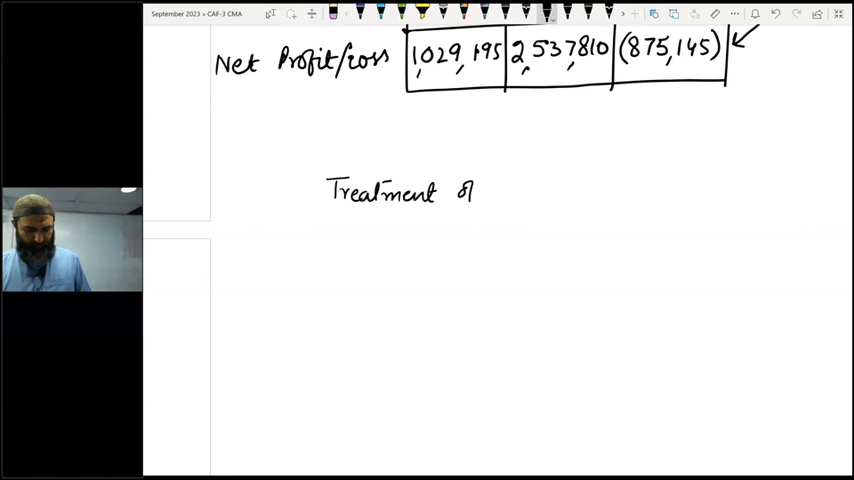 September 2023 » CAF-3 CMA
Net Profit/Loss 1,029,195 2,537,810 (875,145)
Treatment of